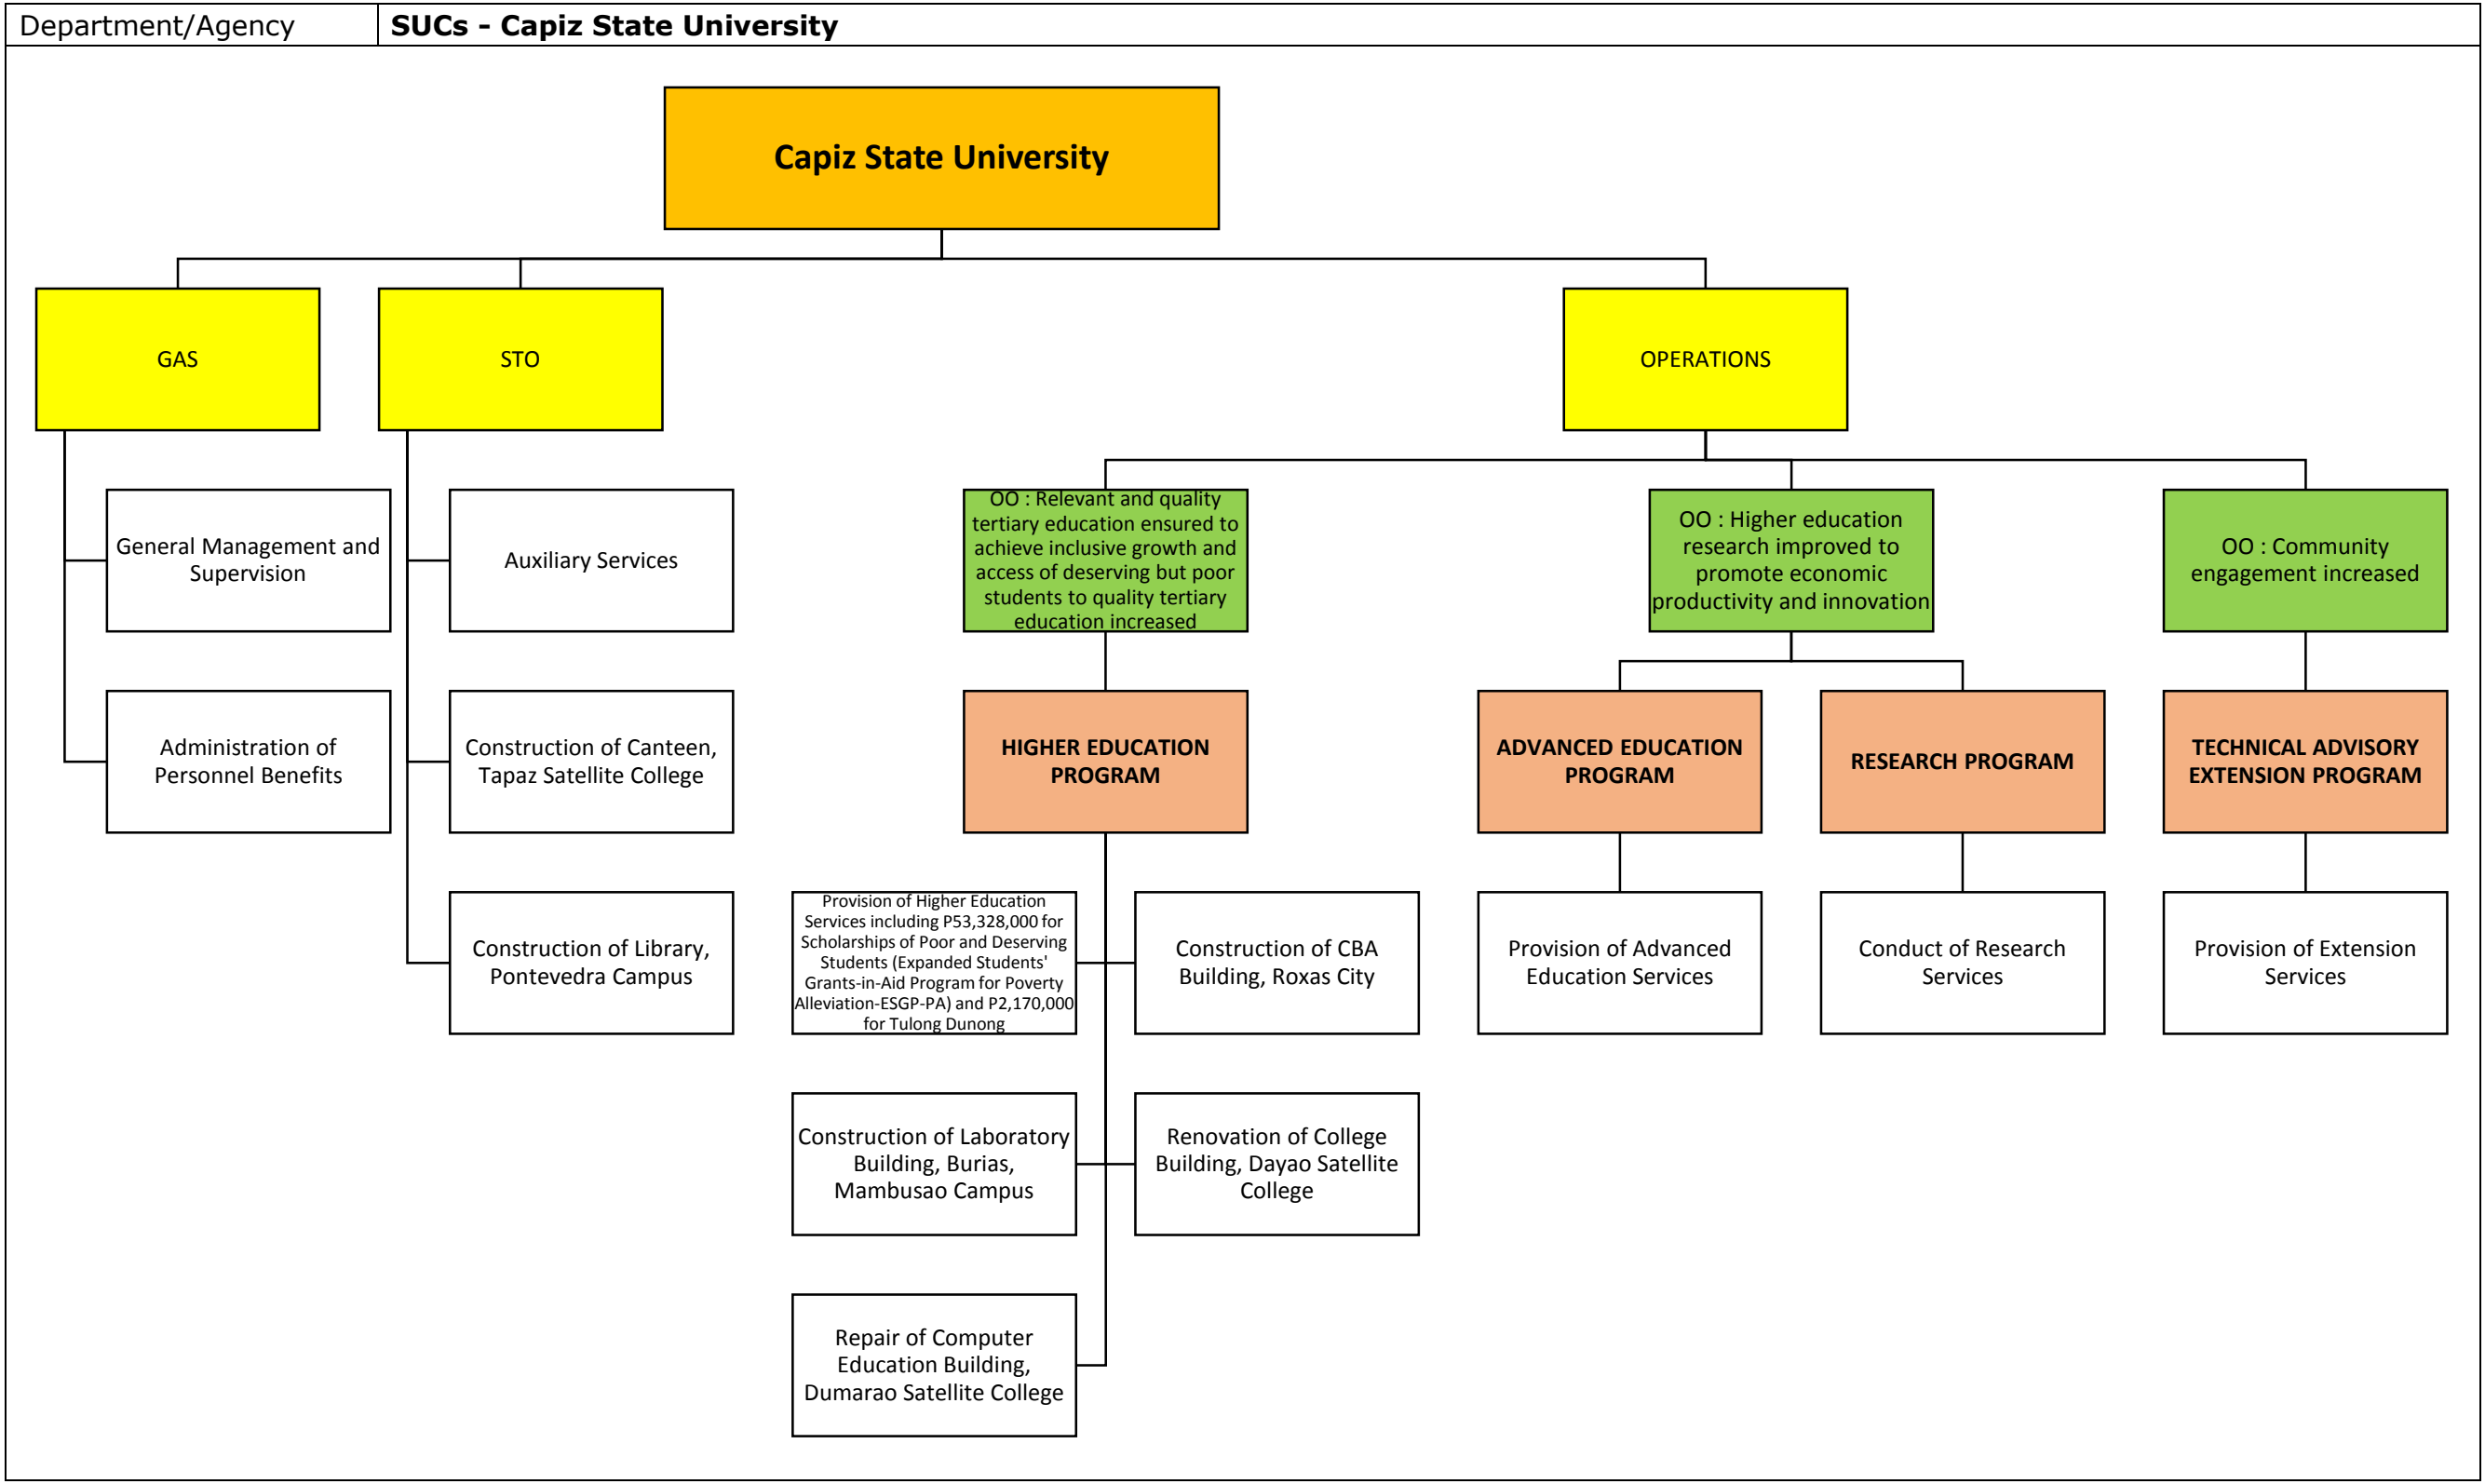 Department/Agency
SUCs - Capiz State University
Capiz State University
GAS
STO
OPERATIONS
General Management and
Supervision
Auxiliary Services
OO : Relevant and quality
tertiary education ensured to
achieve inclusive growth and
access of deserving but poor
students to quality tertiary
education increased
OO : Higher education
research improved to
promote economic
productivity and innovation
OO : Community
engagement increased
Administration of
Personnel Benefits
Construction of Canteen,
Tapaz Satellite College
HIGHER EDUCATION
PROGRAM
ADVANCED EDUCATION
PROGRAM
RESEARCH PROGRAM
TECHNICAL ADVISORY
EXTENSION PROGRAM
Construction of Library,
Pontevedra Campus
Provision of Higher Education
Services including P53,328,000 for
Scholarships of Poor and Deserving
Students (Expanded Students'
Grants-in-Aid Program for Poverty
Alleviation-ESGP-PA) and P2,170,000
for Tulong Dunong
Construction of CBA
Building, Roxas City
Provision of Advanced
Education Services
Conduct of Research
Services
Provision of Extension
Services
Construction of Laboratory
Building, Burias,
Mambusao Campus
Renovation of College
Building, Dayao Satellite
College
Repair of Computer
Education Building,
Dumarao Satellite College